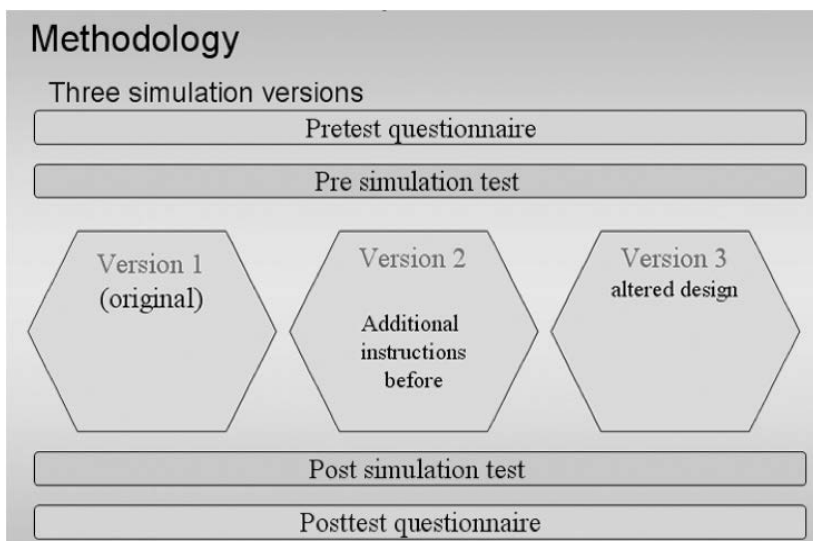 Methodology
Three simulation versions
Pretest questionnaire
Pre simulation test
Version 1
(original)
Version 2
Additional
instructions
before
Version 3
altered design
Post simulation test
Posttest questionnaire